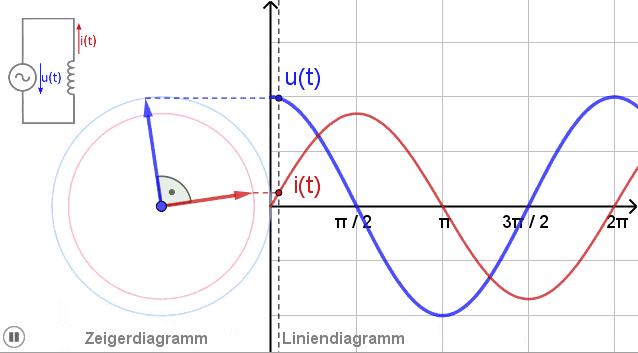 i(t)
u(t)
u(t)
i(t)
π / 2
π
3π / 2
2π
Zeigerdiagramm
Liniendiagramm